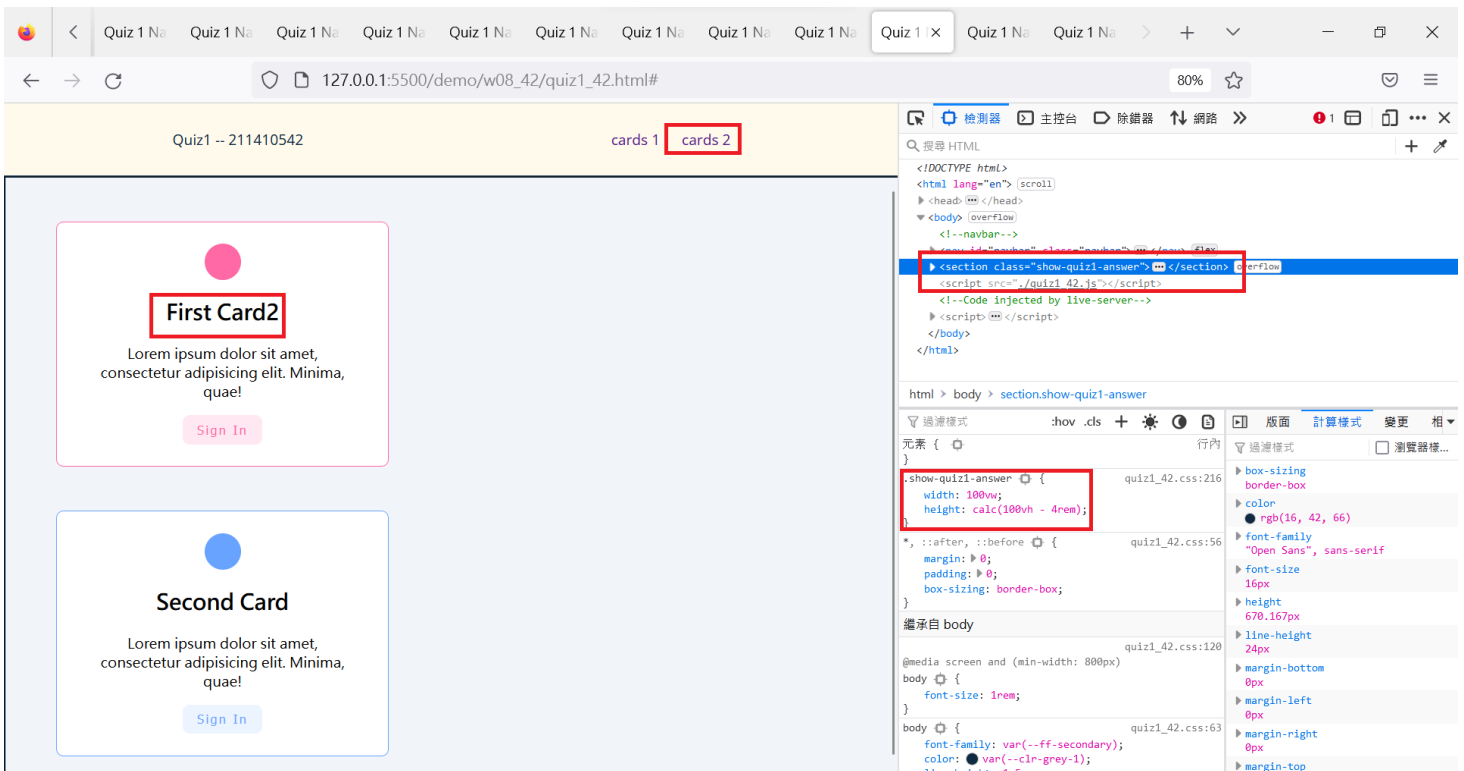 Quiz 1 Na
Quiz 1 Na
Quiz 1 Na
Quiz 1 Na
Quiz 1 Na
Quiz 1 Na
Quiz 1 Na
Quiz 1 Na
Quiz 1 Na
Quiz 1
Quiz 1 Na
Quiz 1 Na
127.0.0.1:5500/demo/w08_42/quiz1_42.html#
80%
Quiz1 -- 211410542
cards 1
cards 2
First Card2
Lorem ipsum dolor sit amet,
consectetur adipisicing elit. Minima,
quae!
Sign In
Second Card
Lorem ipsum dolor sit amet,
consectetur adipisicing elit. Minima,
quae!
Sign In
檢測器 主控台 除錯器 網路 1
搜尋 HTML
<!DOCTYPE html>
<html lang="en"> scroll
<head> </head>
<body> overflow
<!--navbar-->
<nav id="navbar" class="navbar"> </nav> flex
<section class="show-quiz1-answer"> </section> overflow
<script src="./quiz1_42.js"></script>
<!--Code injected by live-server-->
<script> </script>
</body>
</html>
html > body > section.show-quiz1-answer
過濾樣式 :hov .cls
元素 { 行內
}
.show-quiz1-answer { quiz1_42.css:216
width: 100vw;
height: calc(100vh - 4rem);
}
*, ::after, ::before { quiz1_42.css:56
margin: 0;
padding: 0;
box-sizing: border-box;
}
繼承自 body
quiz1_42.css:120
@media screen and (min-width: 800px)
body {
font-size: 1rem;
}
body { quiz1_42.css:63
font-family: var(--ff-secondary);
color: var(--clr-grey-1);
版面 計算樣式 變更 相
過濾樣式 瀏覽器樣...
box-sizing
border-box
color
rgb(16, 42, 66)
font-family
"Open Sans", sans-serif
font-size
16px
height
670.167px
line-height
24px
margin-bottom
0px
margin-left
0px
margin-right
0px
margin-top